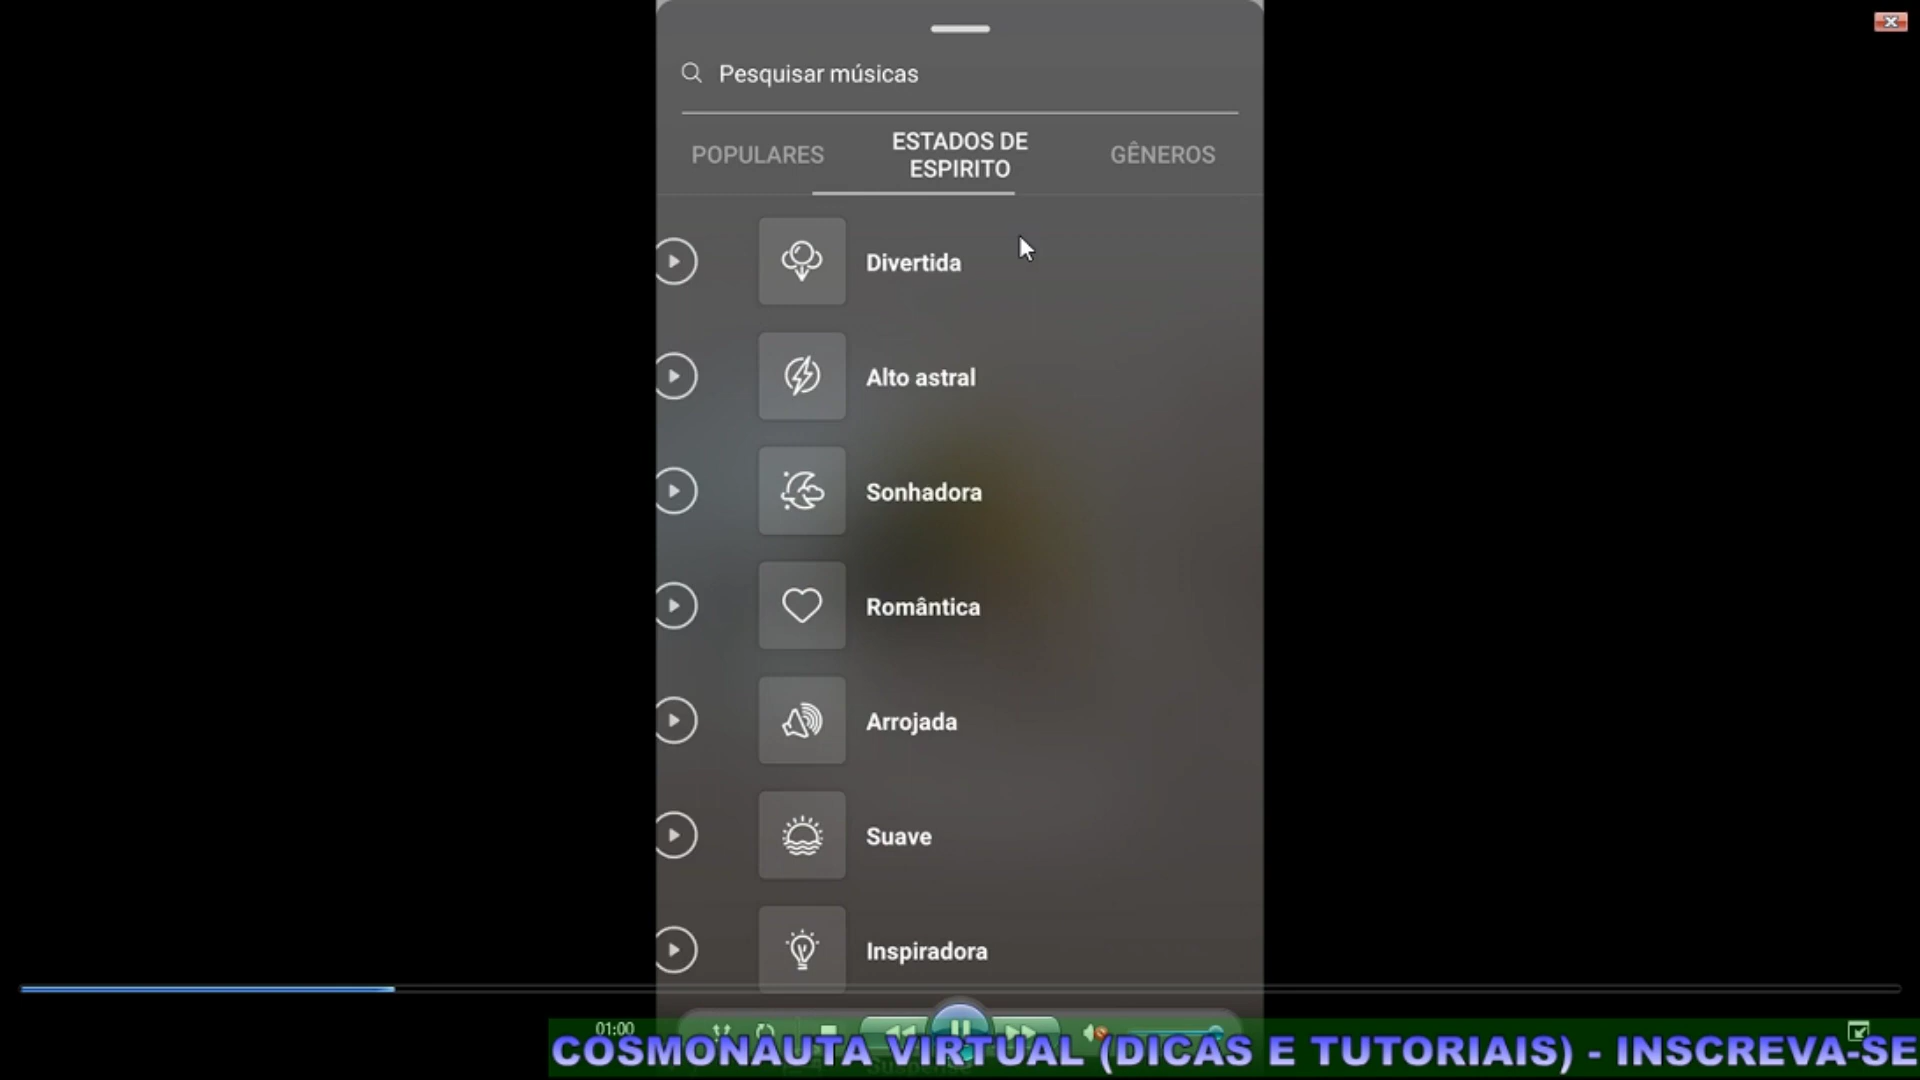 Pesquisar músicas
POPULARES
ESTADOS DE
ESPIRITO
GÊNEROS
Divertida
Alto astral
Sonhadora
Romântica
Arrojada
Suave
Inspiradora
01:00
COSMONAUTA VIRTUAL (DICAS E TUTORIAIS) - INSCREVA-SE